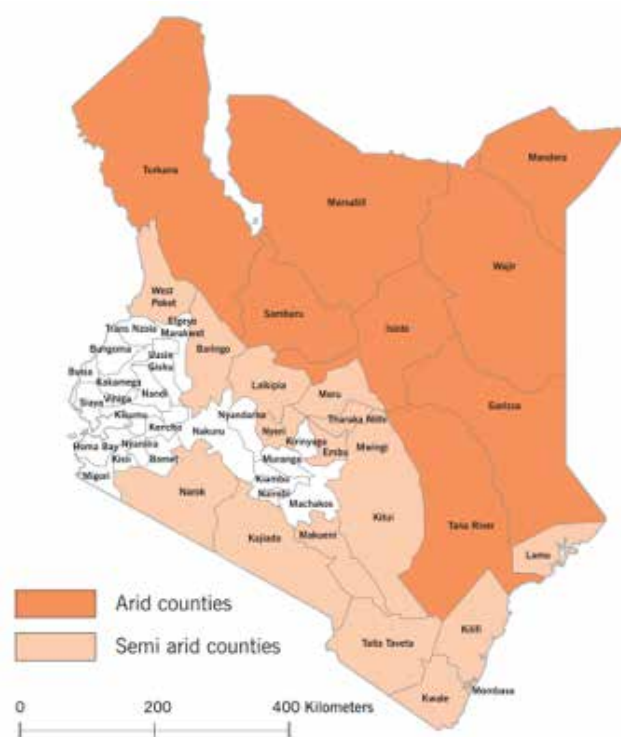 Mandera
Turkana
Marsabit
Wajir
West
Pokot
Samburu
Isiolo
Elgeyo
Marakwet
Trans Nzoia
Baringo
Bungoma
Uasin
Gishu
Busia
Kakamega
Laikipia
Meru
Nandi
Siaya
Vihiga
Garissa
Nyandarua
Tharaka Nithi
Kisumu
Nyeri
Kericho
Nakuru
Kirinyaga
Mwingi
Homa Bay
Nyamira
Embu
Muranga
Kisii
Bomet
Migori
Kiambu
Narok
Nairobi
Machakos
Kitui
Tana River
Kajiado
Makueni
Lamu
Arid counties
Kilifi
Semi arid counties
Taita Taveta
Mombasa
Kwale
0 200 400 Kilometers